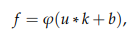 f = φ(u * k + b),